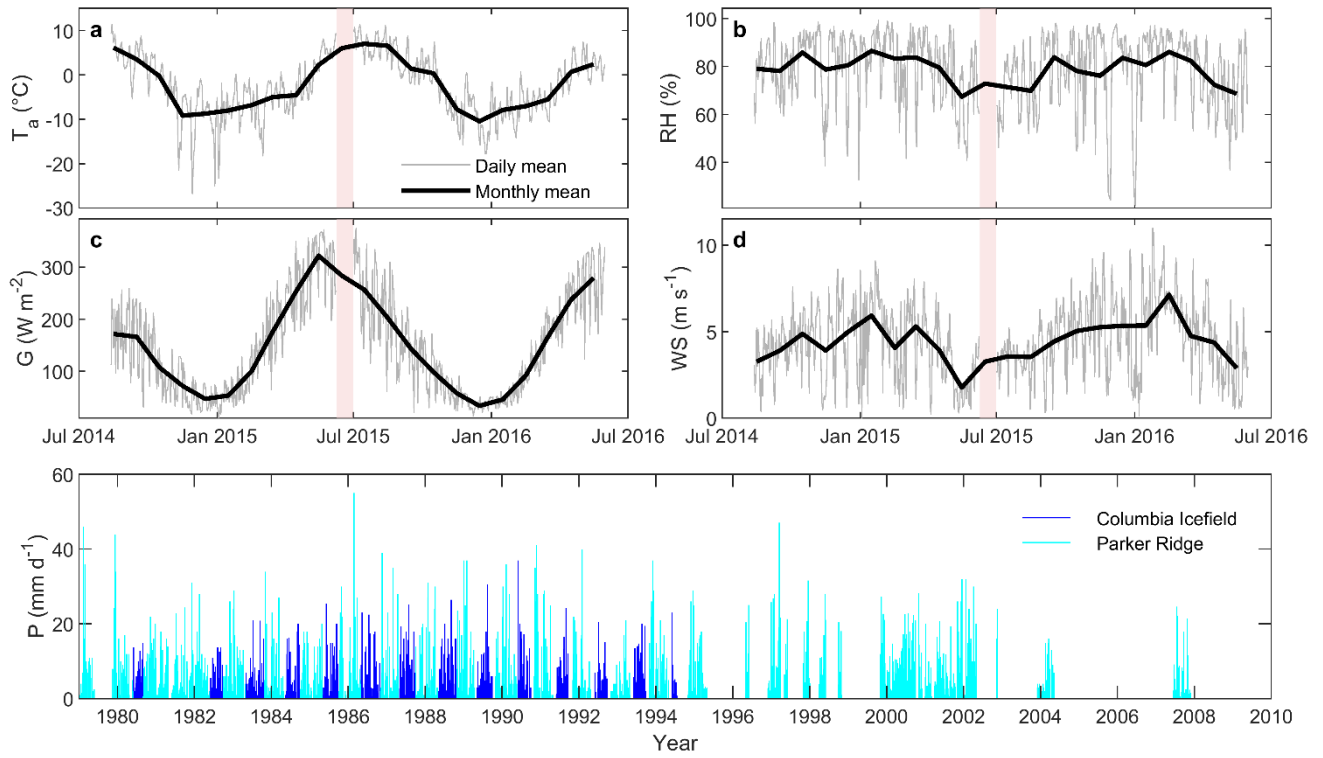 a
10
0
-10
-20
-30
T_a (°C)
Daily mean
Monthly mean
b
100
80
60
40
RH (%)
c
300
200
100
G (W m⁻²)
Jul 2014
Jan 2015
Jul 2015
Jan 2016
Jul 2016
d
10
5
0
WS (m s⁻¹)
Jul 2014
Jan 2015
Jul 2015
Jan 2016
Jul 2016
60
40
20
0
P (mm d⁻¹)
Columbia Icefield
Parker Ridge
1980 1982 1984 1986 1988 1990 1992 1994 1996 1998 2000 2002 2004 2006 2008 2010
Year